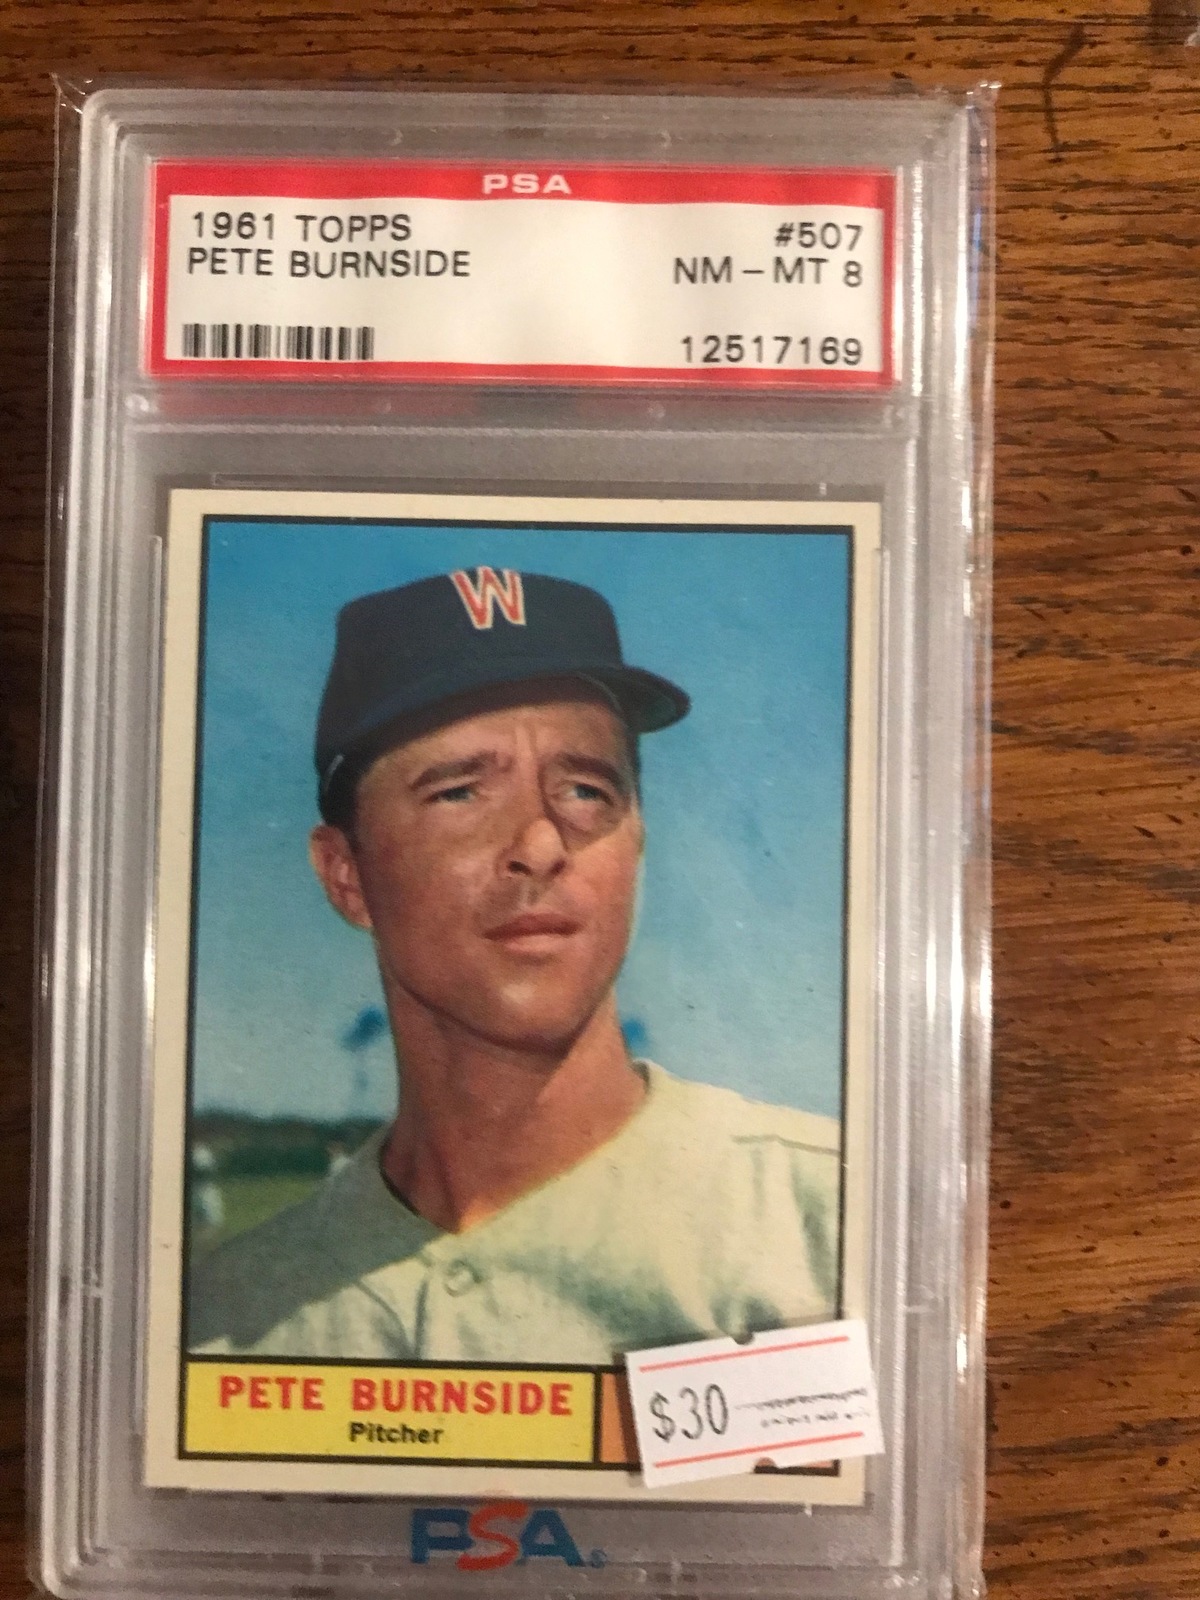 PSA
1961 TOPPS #507
PETE BURNSIDE NM - MT 8
12517169
W
PETE BURNSIDE
Pitcher
$30
PSA